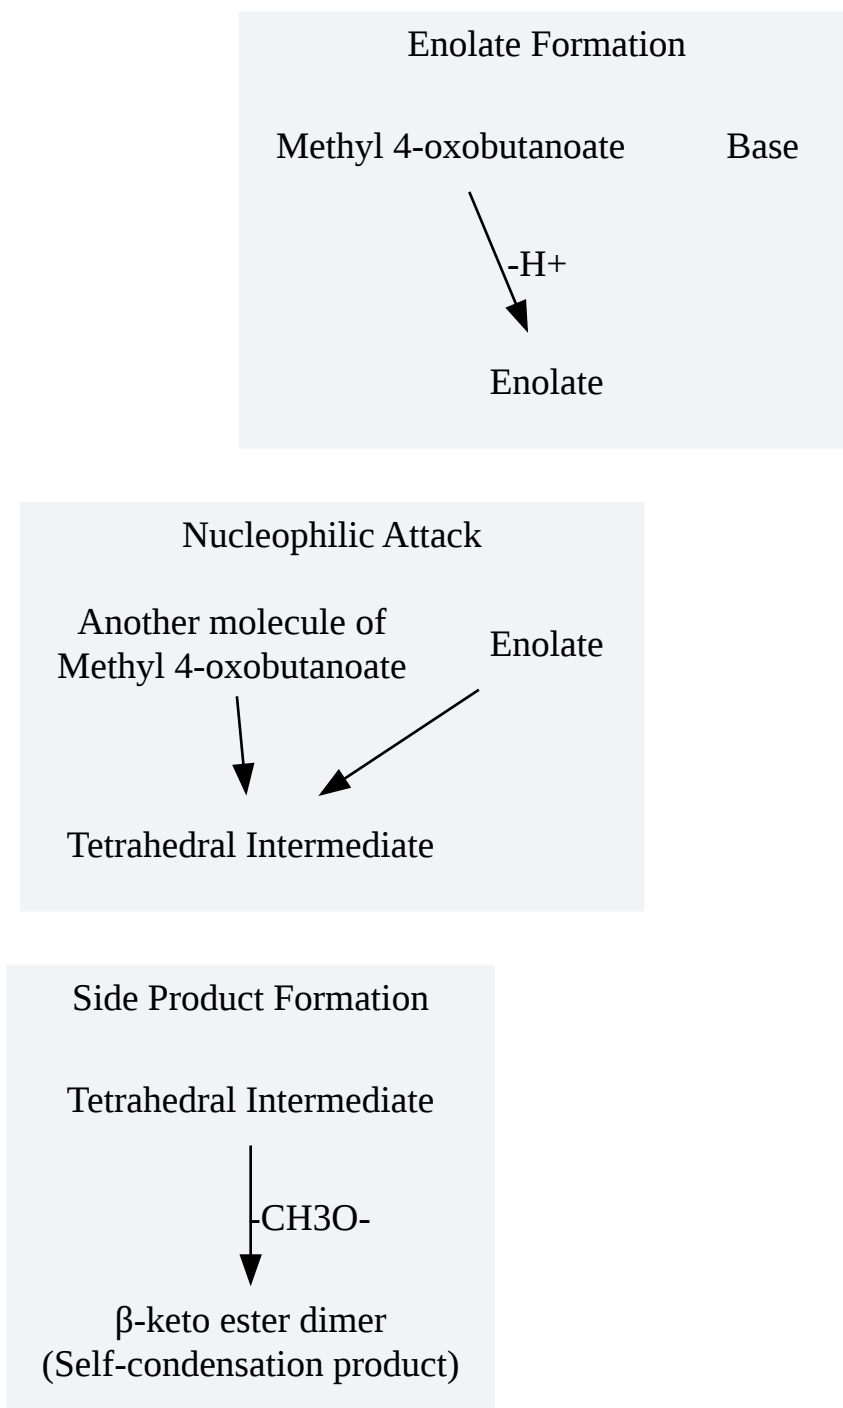 Enolate Formation
Methyl 4-oxobutanoate
Base
-H+
Enolate
Nucleophilic Attack
Another molecule of
Methyl 4-oxobutanoate
Enolate
Tetrahedral Intermediate
Side Product Formation
Tetrahedral Intermediate
-CH3O-
β-keto ester dimer
(Self-condensation product)